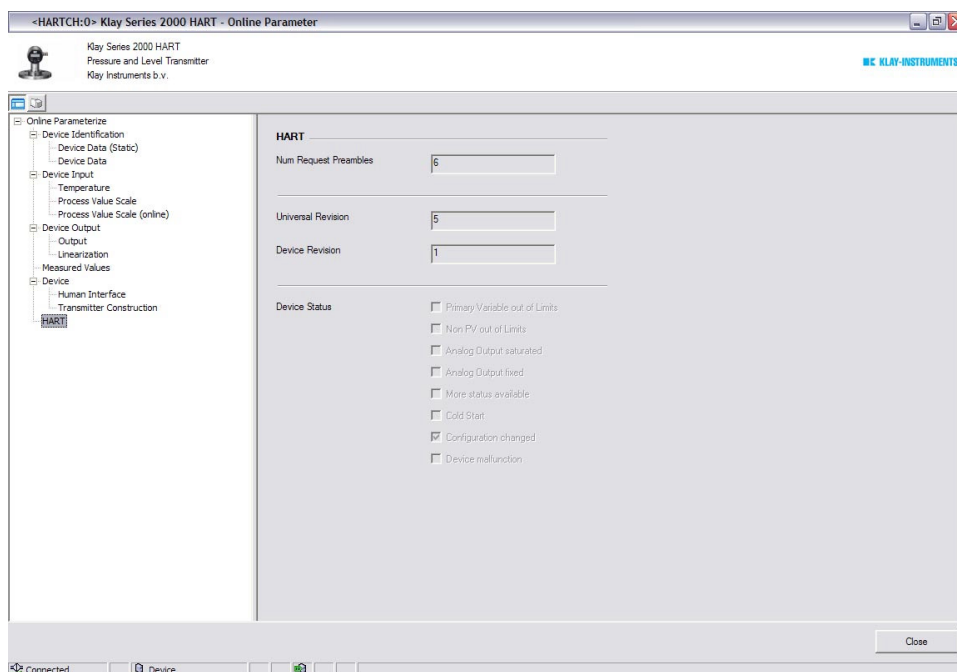 <HARTCH:0> Klay Series 2000 HART - Online Parameter
Klay Series 2000 HART
Pressure and Level Transmitter
Klay Instruments b.v.
KLAY-INSTRUMENTS
Online Parameterize
Device Identification
Device Data (Static)
Device Data
Device Input
Temperature
Process Value Scale
Process Value Scale (online)
Device Output
Output
Linearization
Measured Values
Device
Human Interface
Transmitter Construction
HART
HART
Num Request Preambles 6
Universal Revision 5
Device Revision 1
Device Status Primary Variable out of Limits
Non PV out of Limits
Analog Output saturated
Analog Output fixed
More status available
Cold Start
Configuration changed
Device malfunction
Close
Connected Device